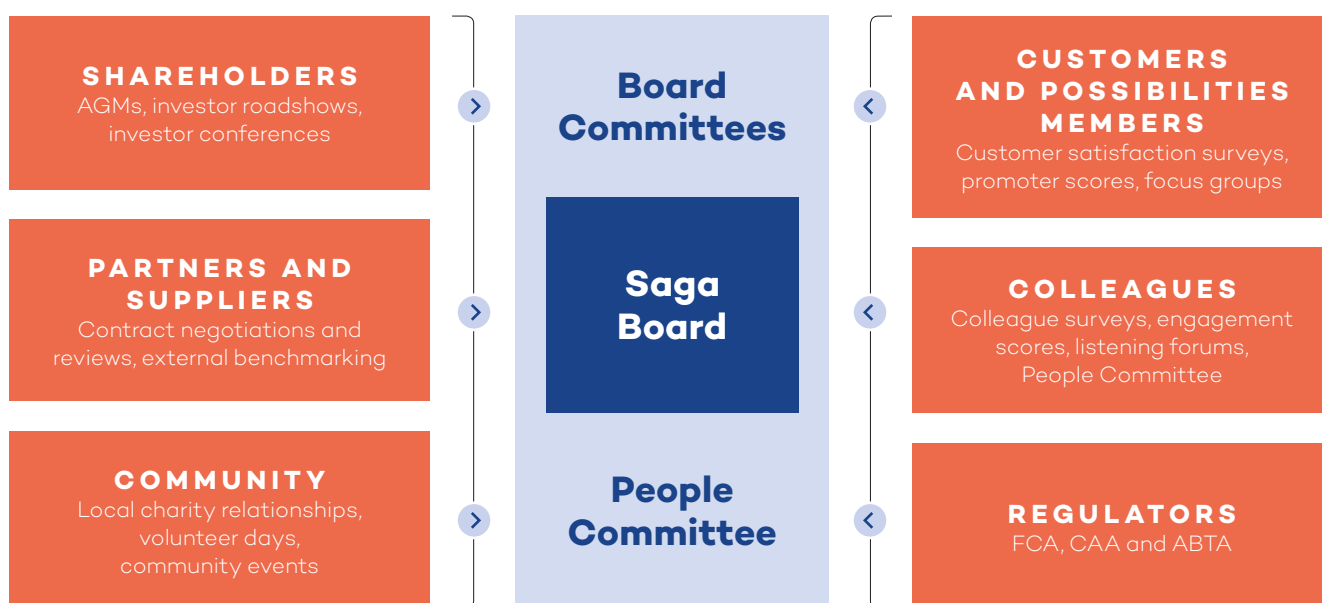 SHAREHOLDERS
AGMs, investor roadshows,
investor conferences
PARTNERS AND
SUPPLIERS
Contract negotiations and
reviews, external benchmarking
COMMUNITY
Local charity relationships,
volunteer days,
community events
Board
Committees
Saga
Board
People
Committee
CUSTOMERS
AND POSSIBILITIES
MEMBERS
Customer satisfaction surveys,
promoter scores, focus groups
COLLEAGUES
Colleague surveys, engagement
scores, listening forums,
People Committee
REGULATORS
FCA, CAA and ABTA